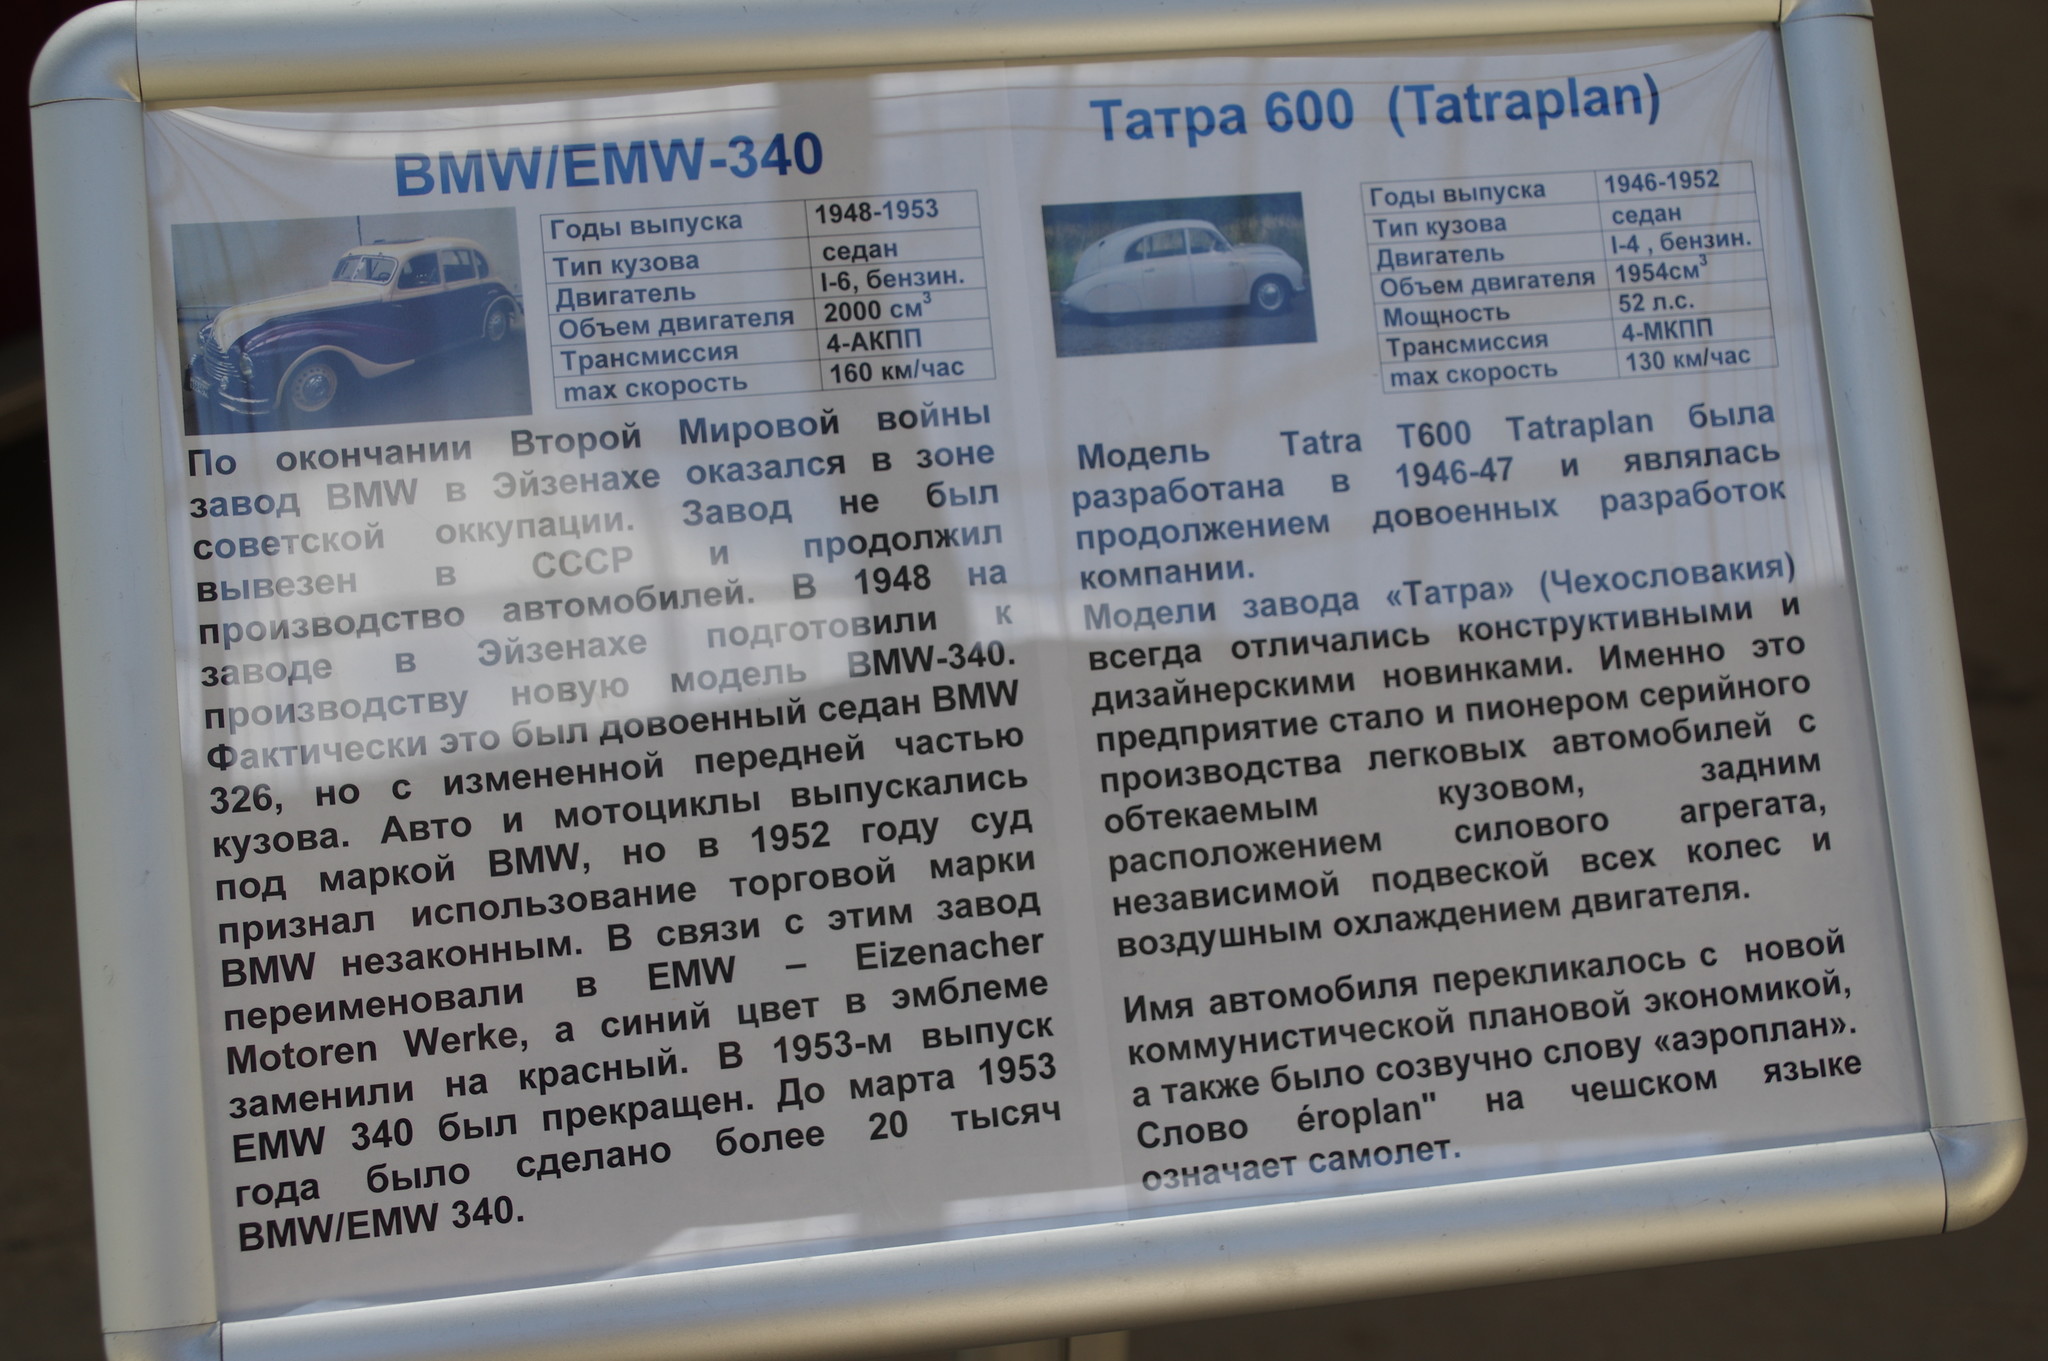 BMW/EMW-340
Годы выпуска 1948-1953
Тип кузова седан
Двигатель I-6, бензин.
Объем двигателя 2000 см³
Трансмиссия 4-АКПП
max скорость 160 км/час
По окончании Второй Мировой войны
завод BMW в Эйзенахе оказался в зоне
советской оккупации. Завод не был
вывезен в СССР и продолжил
производство автомобилей. В 1948 на
заводе в Эйзенахе подготовили к
производству новую модель BMW-340.
Фактически это был довоенный седан BMW
326, но с измененной передней частью
кузова. Авто и мотоциклы выпускались
под маркой BMW, но в 1952 году суд
признал использование торговой марки
BMW незаконным. В связи с этим завод
переименовали в EMW – Eizenacher
Motoren Werke, а синий цвет в эмблеме
заменили на красный. В 1953-м выпуск
EMW 340 был прекращен. До марта 1953
года было сделано более 20 тысяч
BMW/EMW 340.
Татра 600 (Tatraplan)
Годы выпуска 1946-1952
Тип кузова седан
Двигатель I-4 , бензин.
Объем двигателя 1954см³
Мощность 52 л.с.
Трансмиссия 4-МКПП
max скорость 130 км/час
Модель Tatra T600 Tatraplan была
разработана в 1946-47 и являлась
продолжением довоенных разработок
компании.
Модели завода «Татра» (Чехословакия)
всегда отличались конструктивными и
дизайнерскими новинками. Именно это
предприятие стало и пионером серийного
производства легковых автомобилей с
обтекаемым кузовом, задним
расположением силового агрегата,
независимой подвеской всех колес и
воздушным охлаждением двигателя.
Имя автомобиля перекликалось с новой
коммунистической плановой экономикой,
а также было созвучно слову «аэроплан».
Слово éroplan" на чешском языке
означает самолет.